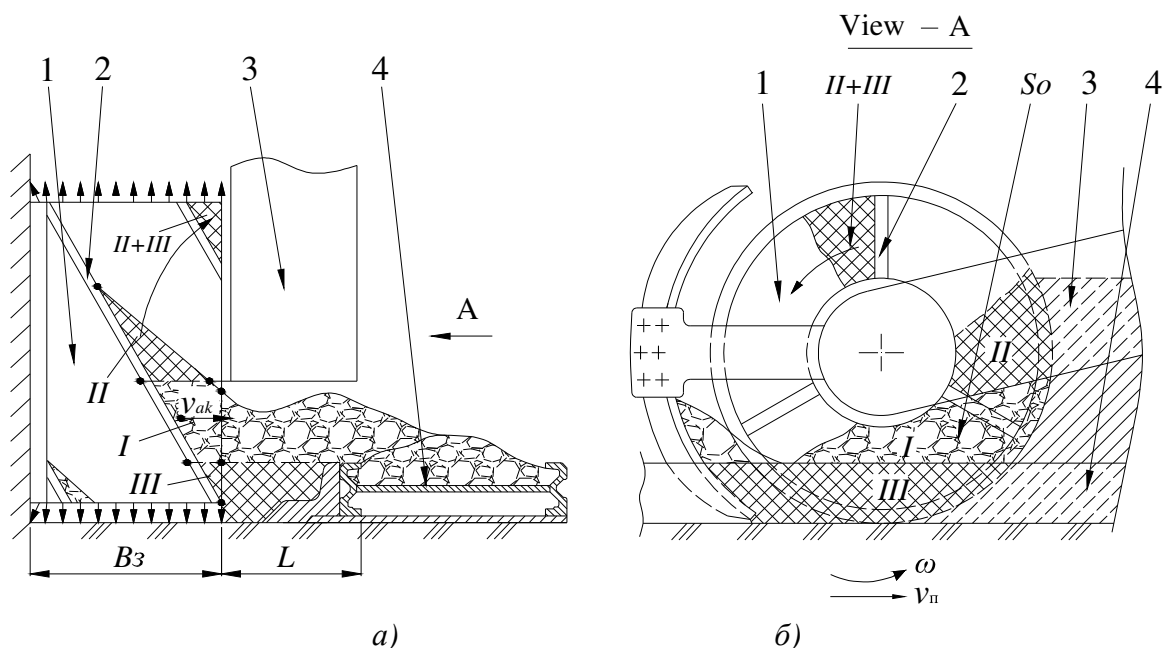 View – A
1 2 3 4
1 II+III 2 So 3 4
II+III
A
II
v_ak
I
III
II
I
III
Bз L
ω
v_п
а) б)